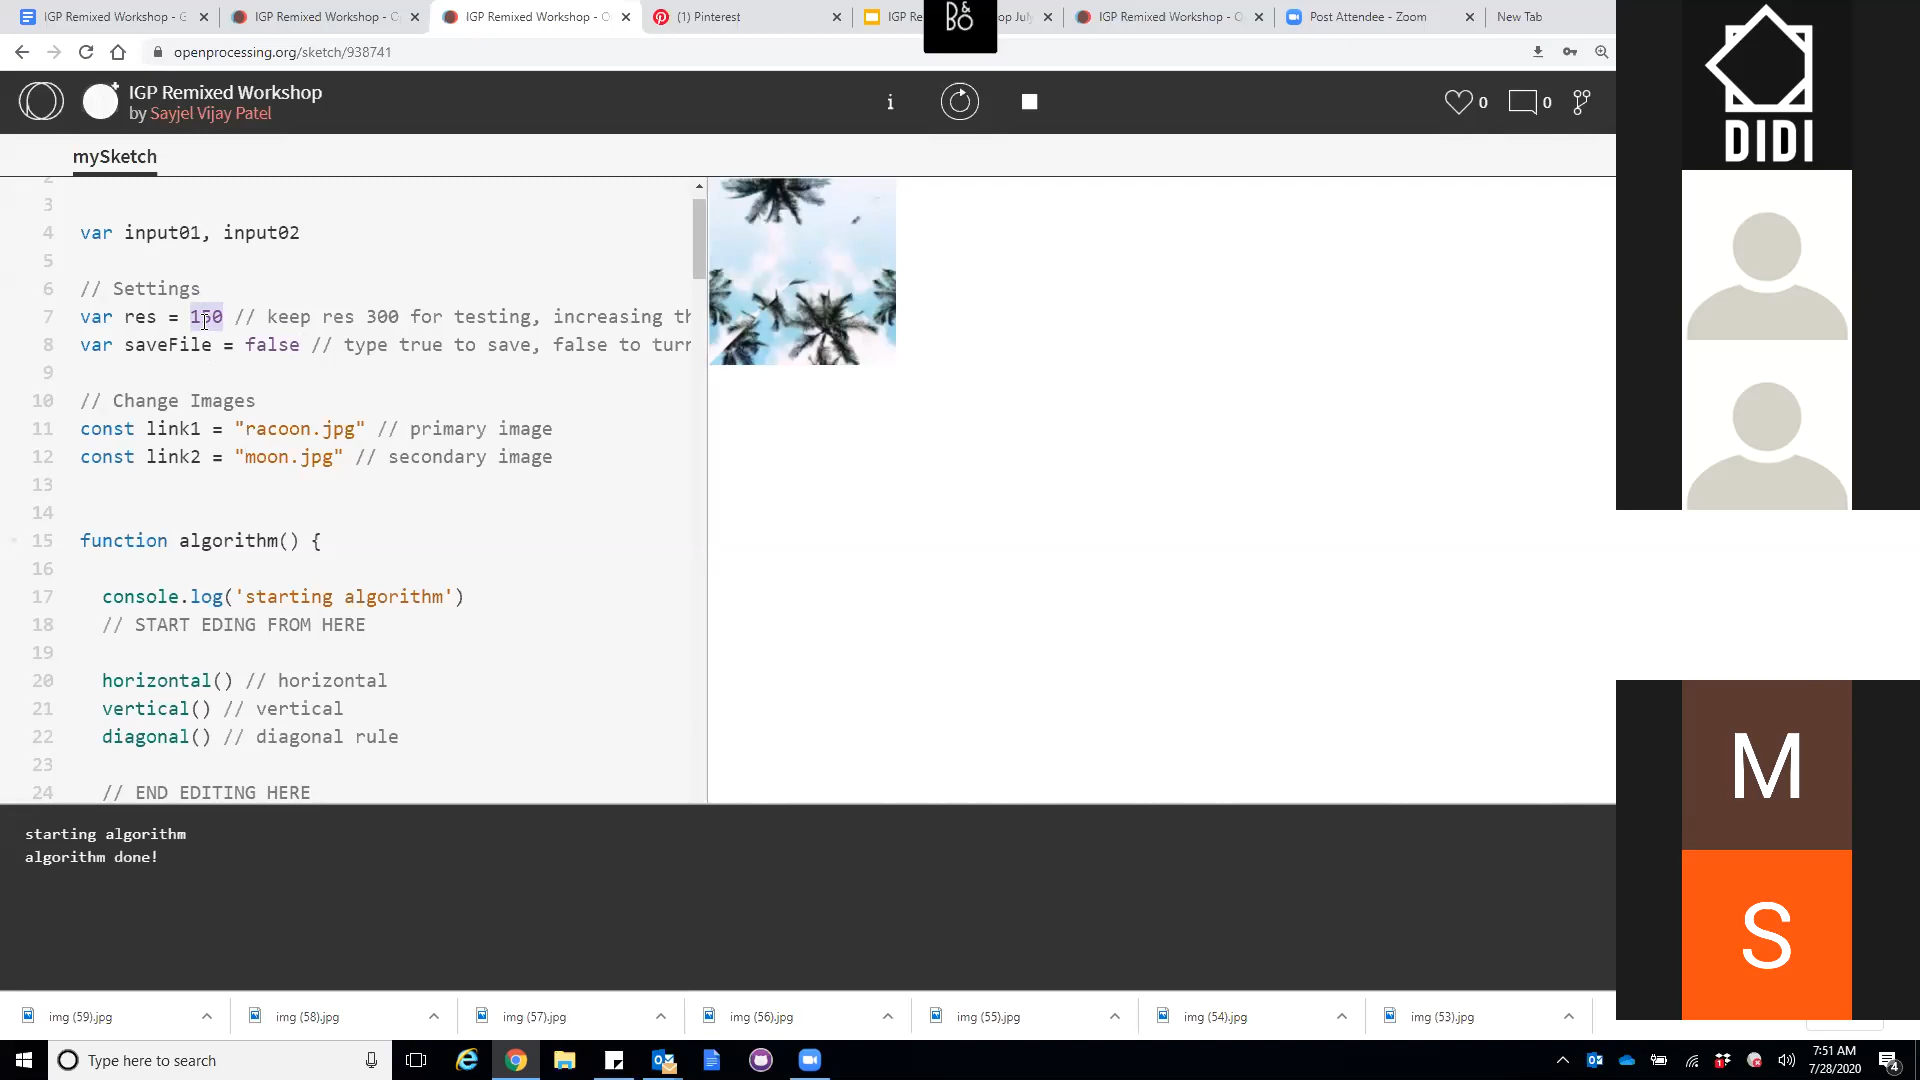 IGP Remixed Workshop - G
IGP Remixed Workshop - O
IGP Remixed Workshop - O
(1) Pinterest
IGP Re
op July
IGP Remixed Workshop - O
Post Attendee - Zoom
New Tab
B&O
openprocessing.org/sketch/938741
IGP Remixed Workshop
by Sayjel Vijay Patel
0
0
DIDI
mySketch
2
3
4 var input01, input02
5
6 // Settings
7 var res = 150 // keep res 300 for testing, increasing th
8 var saveFile = false // type true to save, false to turn
9
10 // Change Images
11 const link1 = "racoon.jpg" // primary image
12 const link2 = "moon.jpg" // secondary image
13
14
15 function algorithm() {
16
17 console.log('starting algorithm')
18 // START EDING FROM HERE
19
20 horizontal() // horizontal
21 vertical() // vertical
22 diagonal() // diagonal rule
23
24 // END EDITING HERE
starting algorithm
algorithm done!
M
S
img (59).jpg
img (58).jpg
img (57).jpg
img (56).jpg
img (55).jpg
img (54).jpg
img (53).jpg
Type here to search
7:51 AM
7/28/2020
4